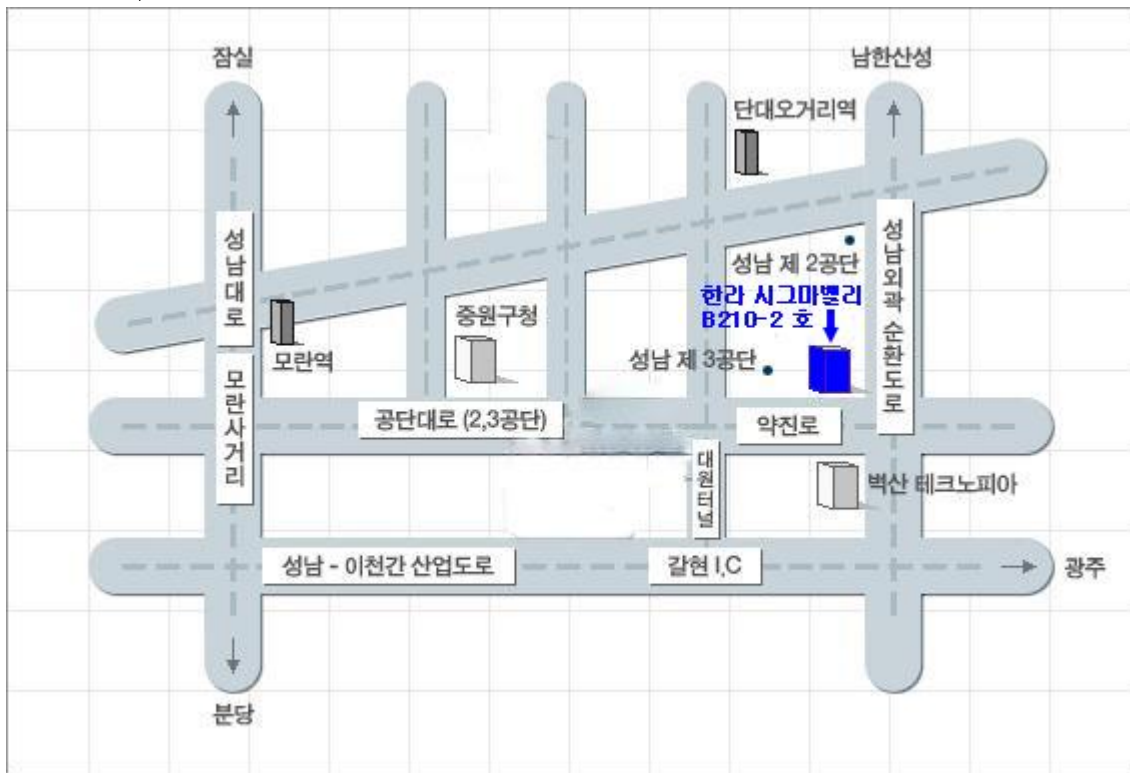 잠실
남한산성
단대오거리역
성남대로
성남 제 2공단
성남외곽 순환도로
한라 시그마벨리
B210-2 호
중원구청
모란역
성남 제 3공단
모란사거리
공단대로 (2,3공단)
약진로
대원터널
벽산 테크노피아
성남 - 이천간 산업도로
갈현 I,C
광주
분당